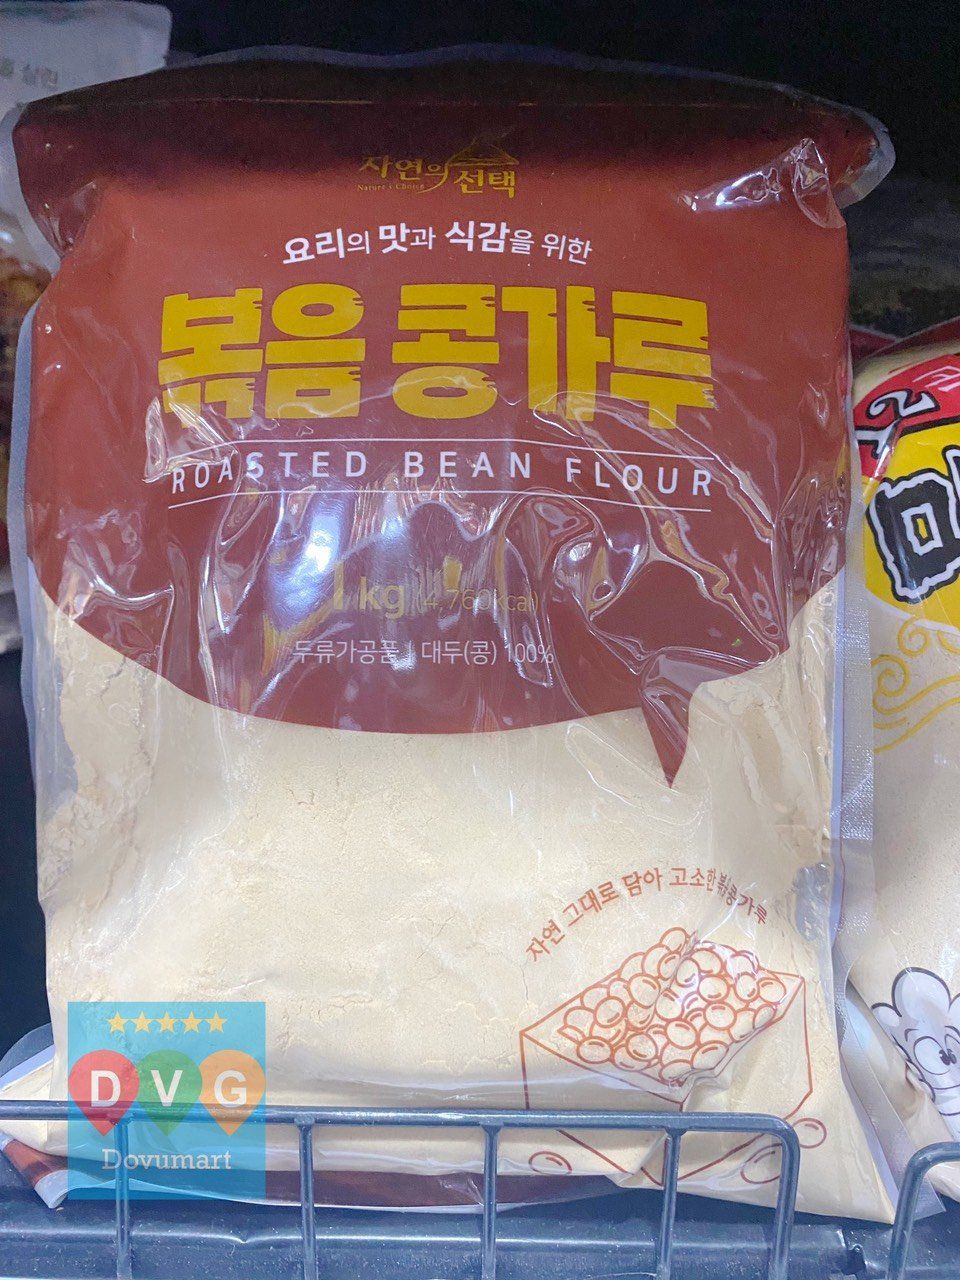 자연의 선택
Nature's Choice
요리의 맛과 식감을 위한
볶음 콩가루
ROASTED BEAN FLOUR
1kg (4,760kcal)
두류가공품 | 대두(콩) 100%
자연 그대로 담아 고소한 볶음콩가루
DVG
Dovumart